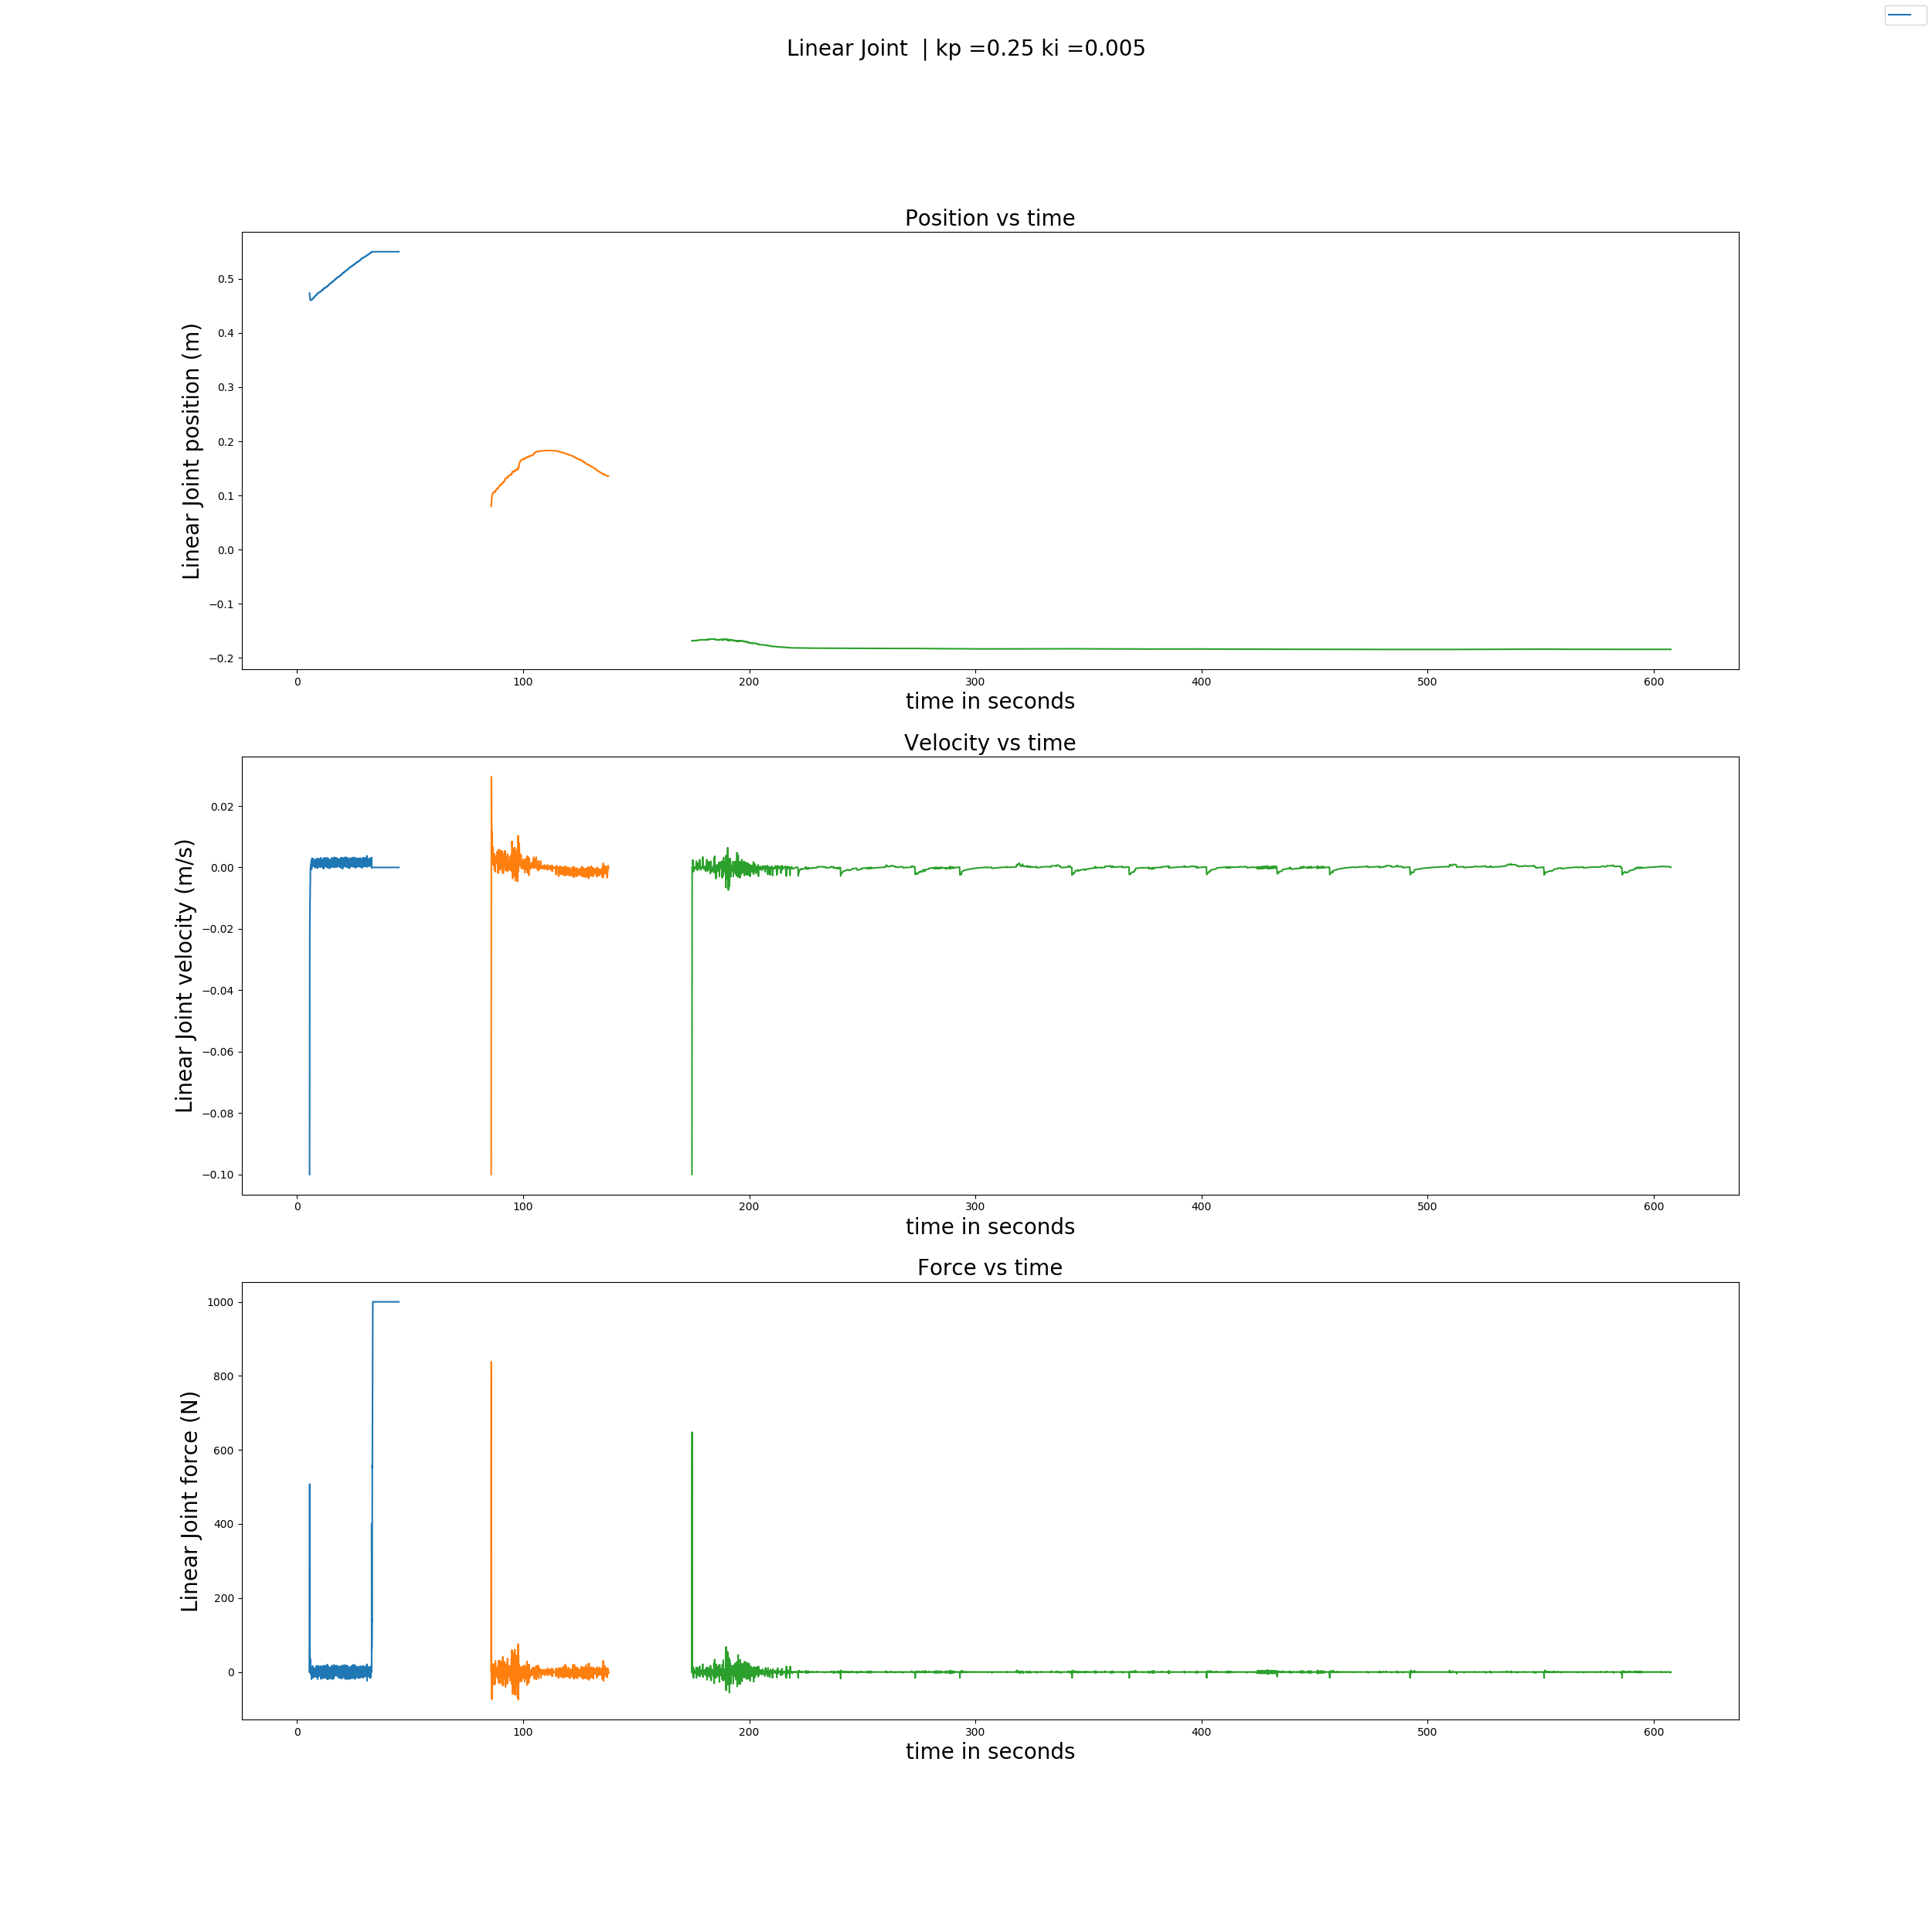 Linear Joint | kp =0.25 ki =0.005
Position vs time
Linear Joint position (m)
0.5
0.4
0.3
0.2
0.1
0.0
−0.1
−0.2
0 100 200 300 400 500 600
time in seconds
Velocity vs time
Linear Joint velocity (m/s)
0.02
0.00
−0.02
−0.04
−0.06
−0.08
−0.10
0 100 200 300 400 500 600
time in seconds
Force vs time
Linear Joint force (N)
1000
800
600
400
200
0
0 100 200 300 400 500 600
time in seconds